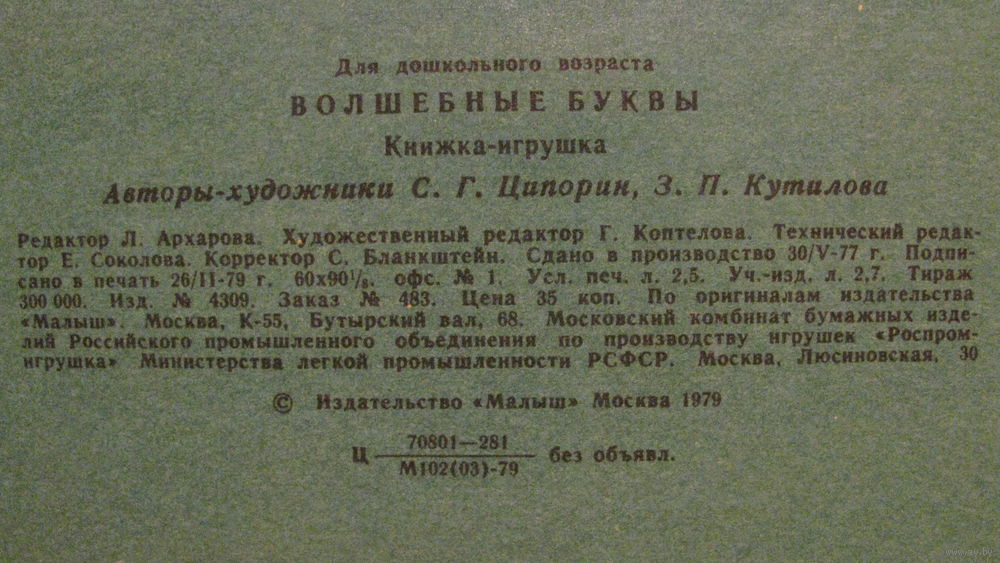 Для дошкольного возраста
ВОЛШЕБНЫЕ БУКВЫ
Книжка-игрушка
Авторы-художники С. Г. Ципорин, З. П. Кутилова
Редактор Л. Архарова. Художественный редактор Г. Коптелова. Технический редак-
тор Е. Соколова. Корректор С. Бланкштейн. Сдано в производство 30/V-77 г. Подпи-
сано в печать 26/II-79 г. 60х90¹/₈. офс. № 1. Усл. печ. л. 2,5. Уч.-изд. л. 2,7. Тираж
300 000. Изд. № 4309. Заказ № 483. Цена 35 коп. По оригиналам издательства
«Малыш». Москва, К-55, Бутырский вал, 68. Московский комбинат бумажных изде-
лий Российского промышленного объединения по производству игрушек «Роспром-
игрушка» Министерства легкой промышленности РСФСР. Москва, Люсиновская, 30
© Издательство «Малыш» Москва 1979
70801—281
Ц без объявл.
М102(03)-79
www.ay.by